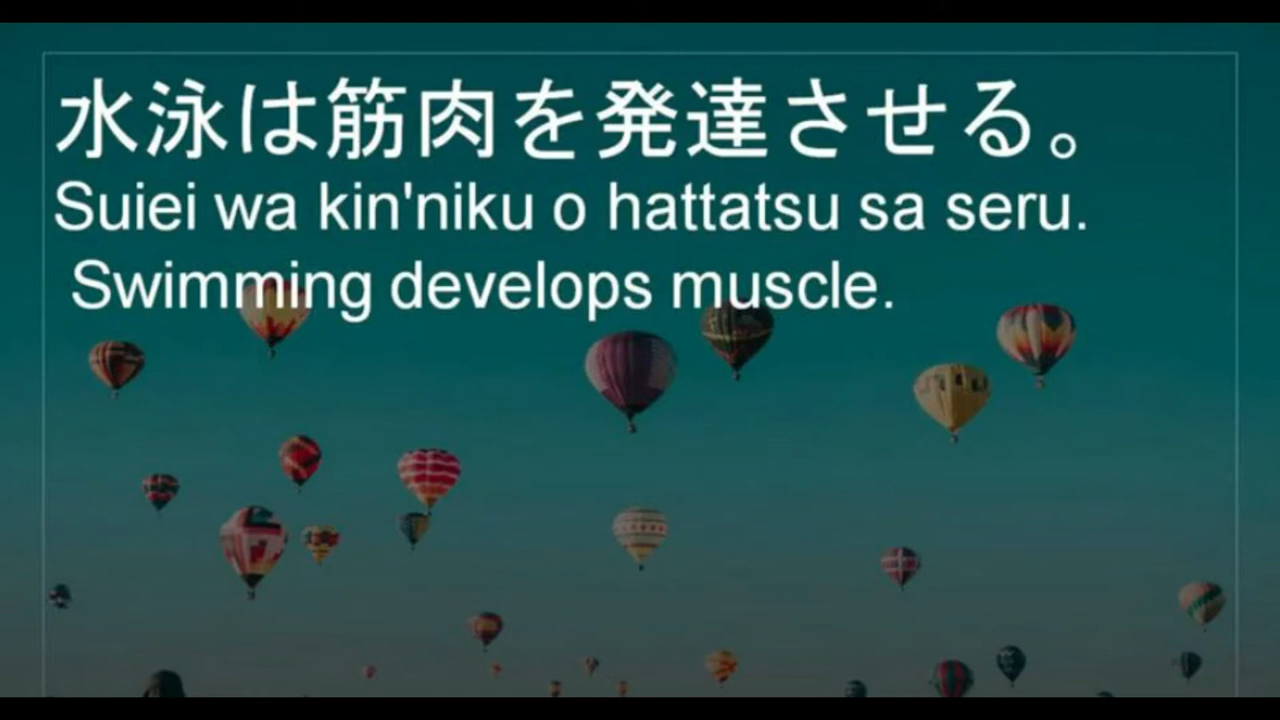 水泳は筋肉を発達させる。
Suiei wa kin'niku o hattatsu sa seru.
Swimming develops muscle.